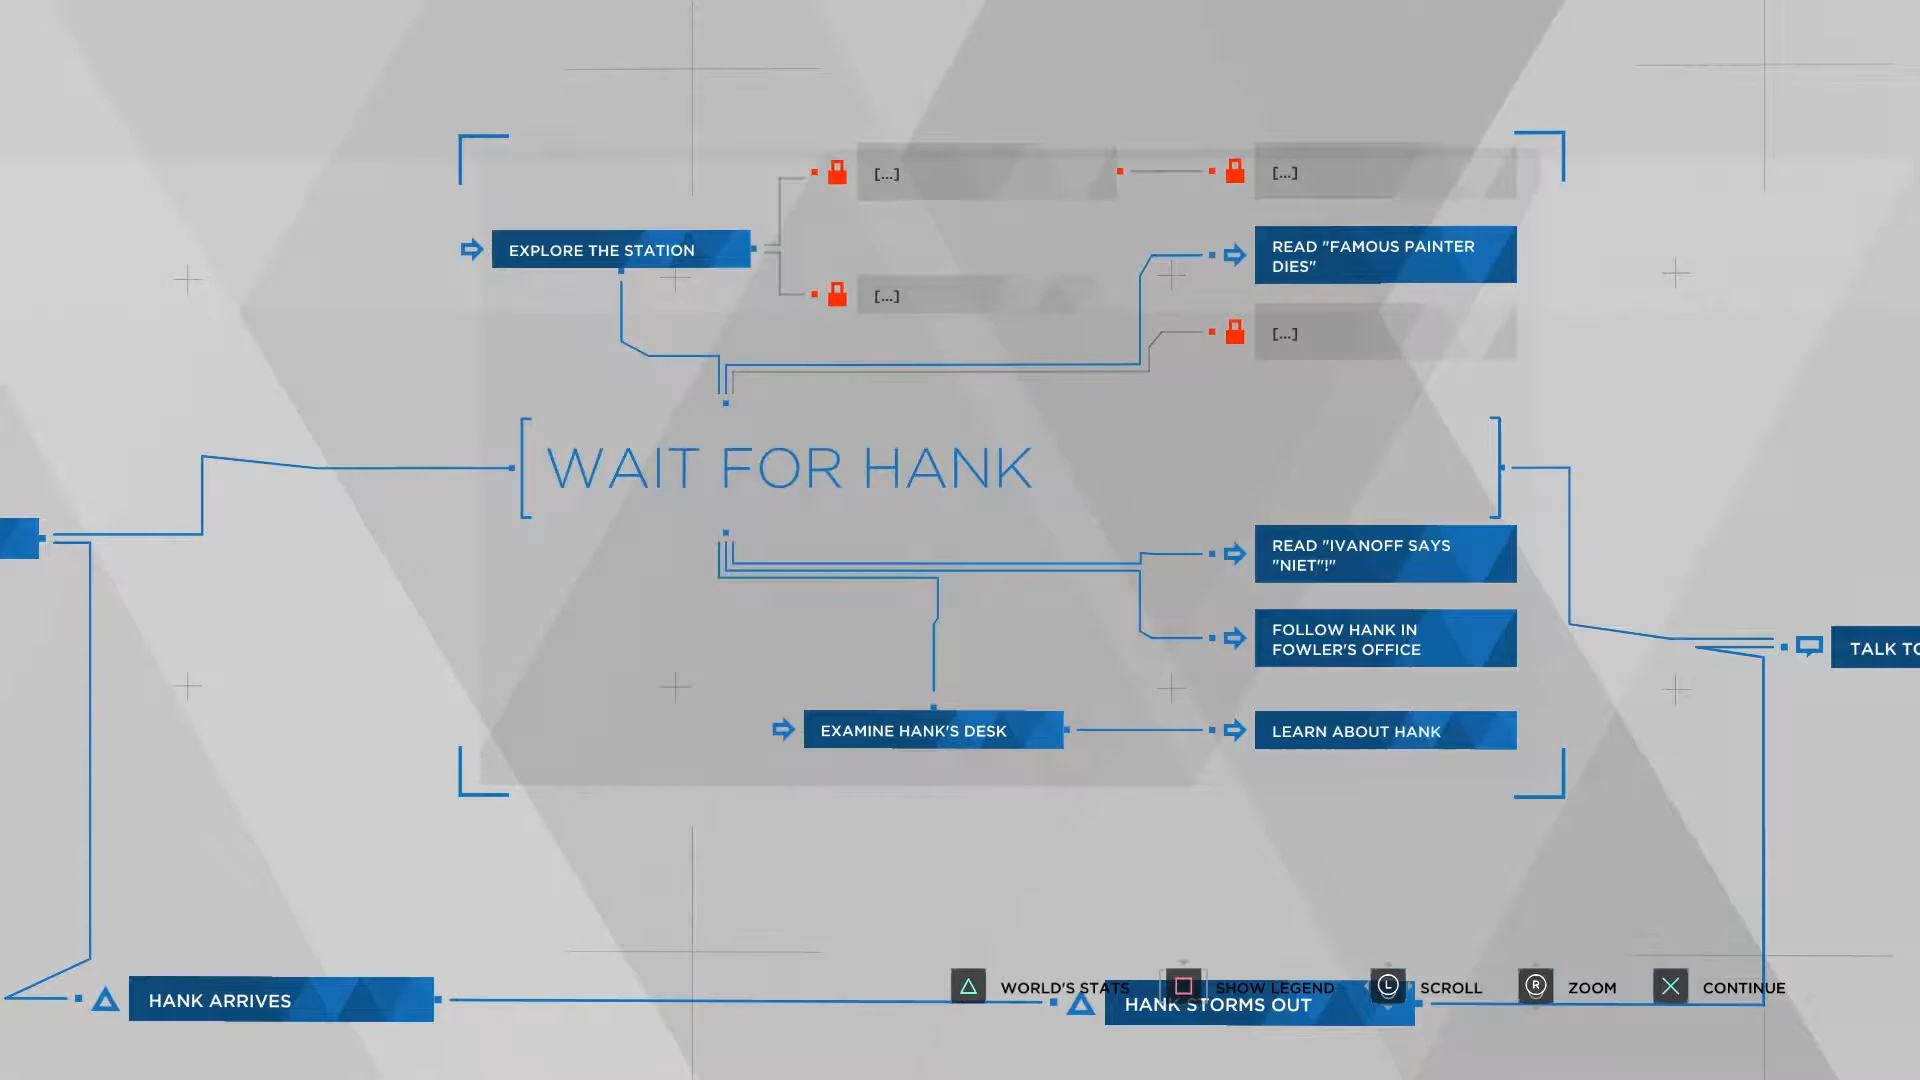 [...]
[...]
EXPLORE THE STATION
READ "FAMOUS PAINTER
DIES"
[...]
[...]
WAIT FOR HANK
READ "IVANOFF SAYS
"NIET"!"
FOLLOW HANK IN
FOWLER'S OFFICE
TALK TO
EXAMINE HANK'S DESK
LEARN ABOUT HANK
HANK ARRIVES
HANK STORMS OUT
WORLD'S STATS
SHOW LEGEND
L
SCROLL
R
ZOOM
CONTINUE